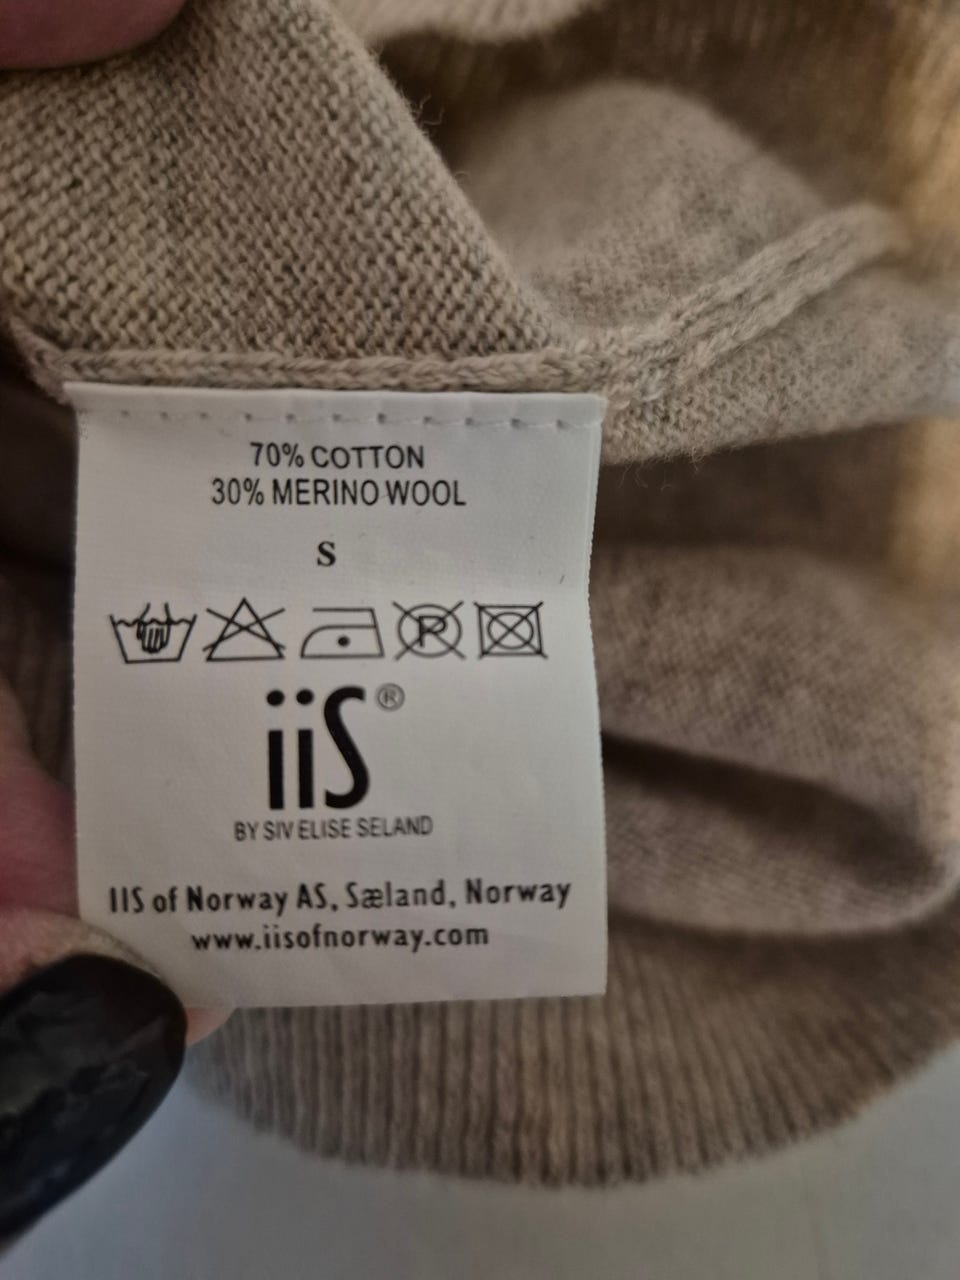 70% COTTON
30% MERINO WOOL
S
P
iiS®
BY SIV ELISE SELAND
IIS of Norway AS, Sæland, Norway
www.iisofnorway.com